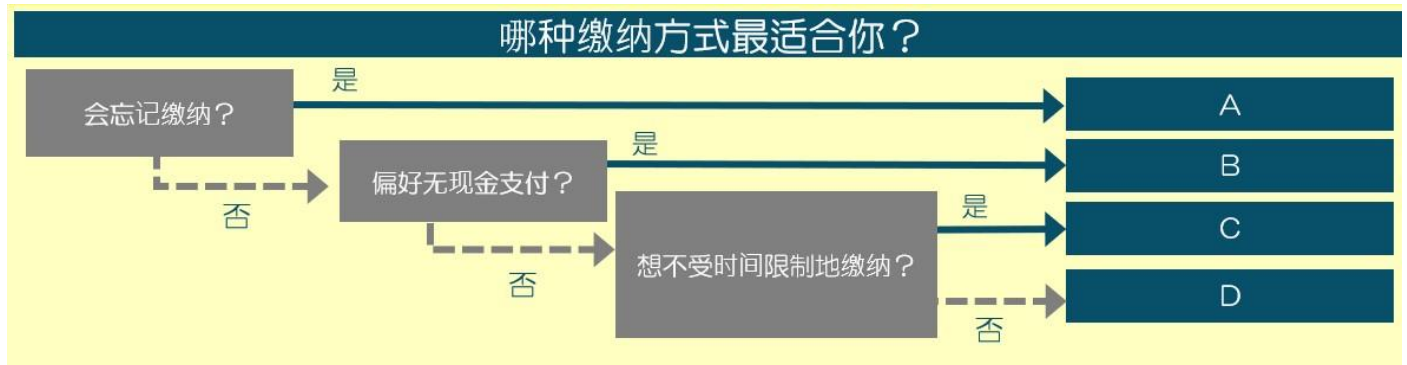 哪种缴纳方式最适合你？
会忘记缴纳？
是
A
否
偏好无现金支付？
是
B
否
想不受时间限制地缴纳？
是
C
否
D